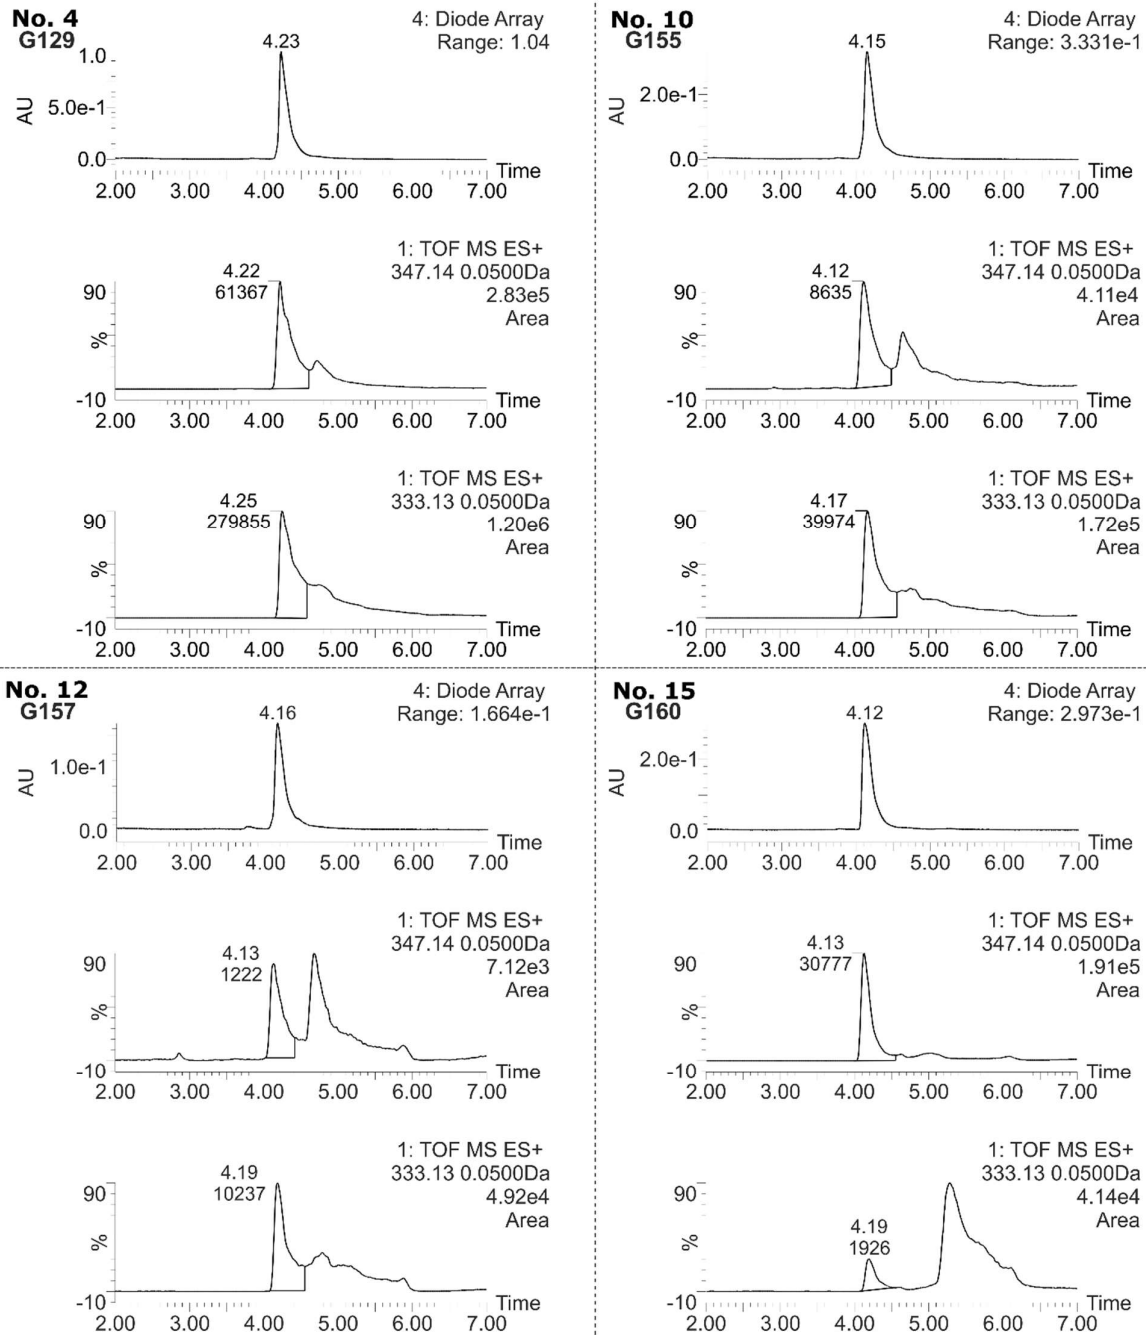 No. 4
G129
4: Diode Array
Range: 1.04
4.23
1.0
5.0e-1
0.0
AU
Time
2.00 3.00 4.00 5.00 6.00 7.00
1: TOF MS ES+
347.14 0.0500Da
2.83e5
Area
4.22
61367
90
%
-10
Time
2.00 3.00 4.00 5.00 6.00 7.00
1: TOF MS ES+
333.13 0.0500Da
1.20e6
Area
4.25
279855
90
%
-10
Time
2.00 3.00 4.00 5.00 6.00 7.00
No. 10
G155
4: Diode Array
Range: 3.331e-1
4.15
2.0e-1
0.0
AU
Time
2.00 3.00 4.00 5.00 6.00 7.00
1: TOF MS ES+
347.14 0.0500Da
4.11e4
Area
4.12
8635
90
%
-10
Time
2.00 3.00 4.00 5.00 6.00 7.00
1: TOF MS ES+
333.13 0.0500Da
1.72e5
Area
4.17
39974
90
%
-10
Time
2.00 3.00 4.00 5.00 6.00 7.00
No. 12
G157
4: Diode Array
Range: 1.664e-1
4.16
1.0e-1
0.0
AU
Time
2.00 3.00 4.00 5.00 6.00 7.00
1: TOF MS ES+
347.14 0.0500Da
7.12e3
Area
4.13
1222
90
%
-10
Time
2.00 3.00 4.00 5.00 6.00 7.00
1: TOF MS ES+
333.13 0.0500Da
4.92e4
Area
4.19
10237
90
%
-10
Time
2.00 3.00 4.00 5.00 6.00 7.00
No. 15
G160
4: Diode Array
Range: 2.973e-1
4.12
2.0e-1
0.0
AU
Time
2.00 3.00 4.00 5.00 6.00 7.00
1: TOF MS ES+
347.14 0.0500Da
1.91e5
Area
4.13
30777
90
%
-10
Time
2.00 3.00 4.00 5.00 6.00 7.00
1: TOF MS ES+
333.13 0.0500Da
4.14e4
Area
4.19
1926
90
%
-10
Time
2.00 3.00 4.00 5.00 6.00 7.00